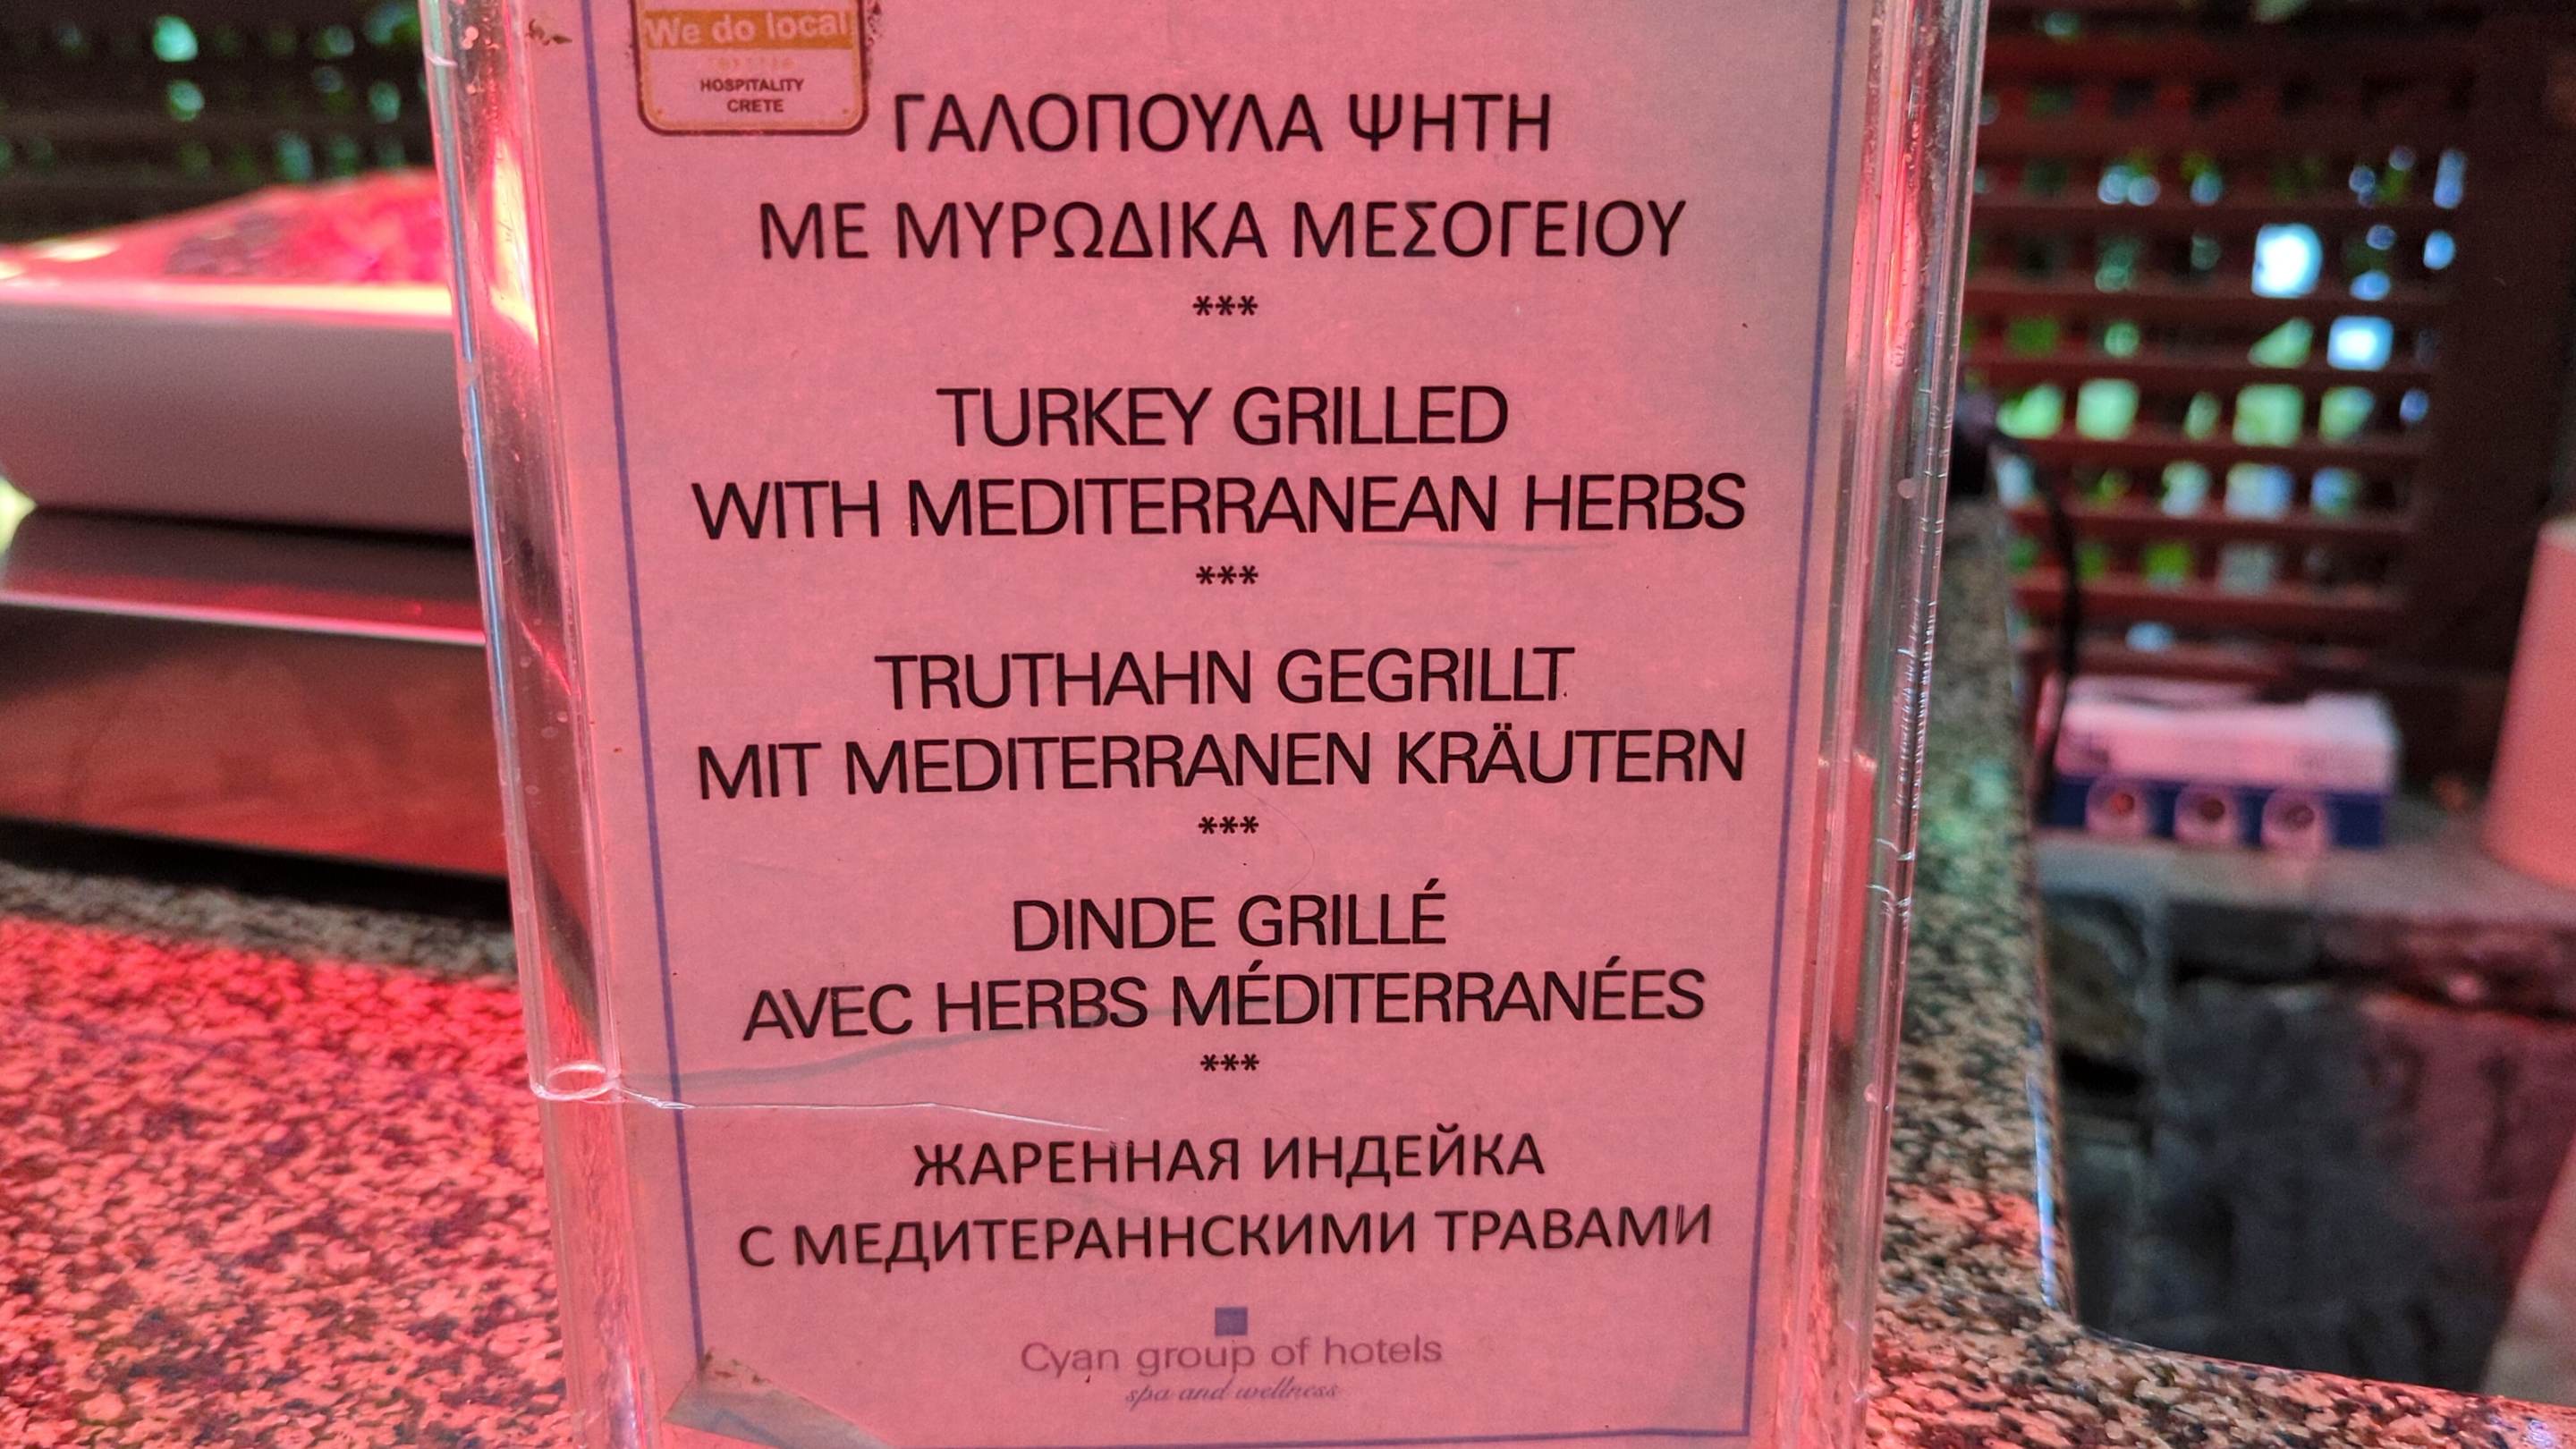 We do local
HOSPITALITY
CRETE
ΓΑΛΟΠΟΥΛΑ ΨΗΤΗ
ΜΕ ΜΥΡΩΔΙΚΑ ΜΕΣΟΓΕΙΟΥ
***
TURKEY GRILLED
WITH MEDITERRANEAN HERBS
***
TRUTHAHN GEGRILLT
MIT MEDITERRANEN KRÄUTERN
***
DINDE GRILLÉ
AVEC HERBS MÉDITERRANÉES
***
ЖАРЕННАЯ ИНДЕЙКА
С МЕДИТЕРАННСКИМИ ТРАВАМИ
Cyan group of hotels
spa and wellness